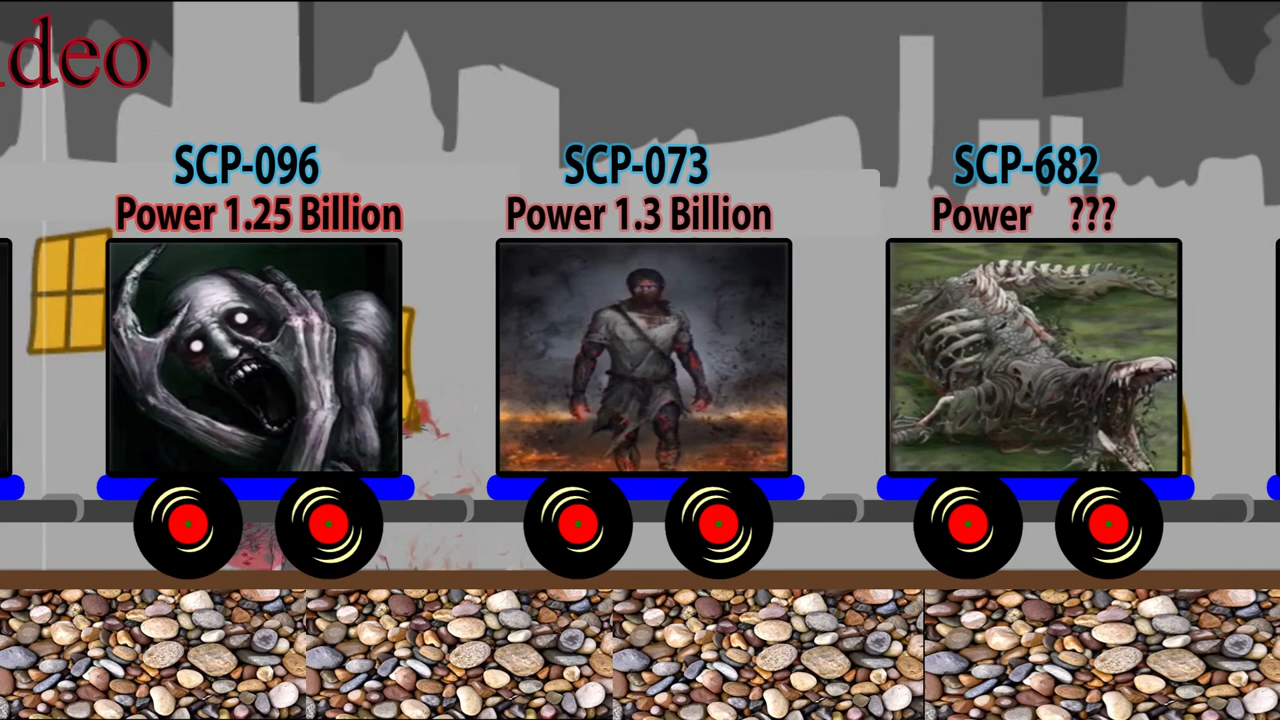 deo
SCP-096
Power 1.25 Billion
SCP-073
Power 1.3 Billion
SCP-682
Power ???